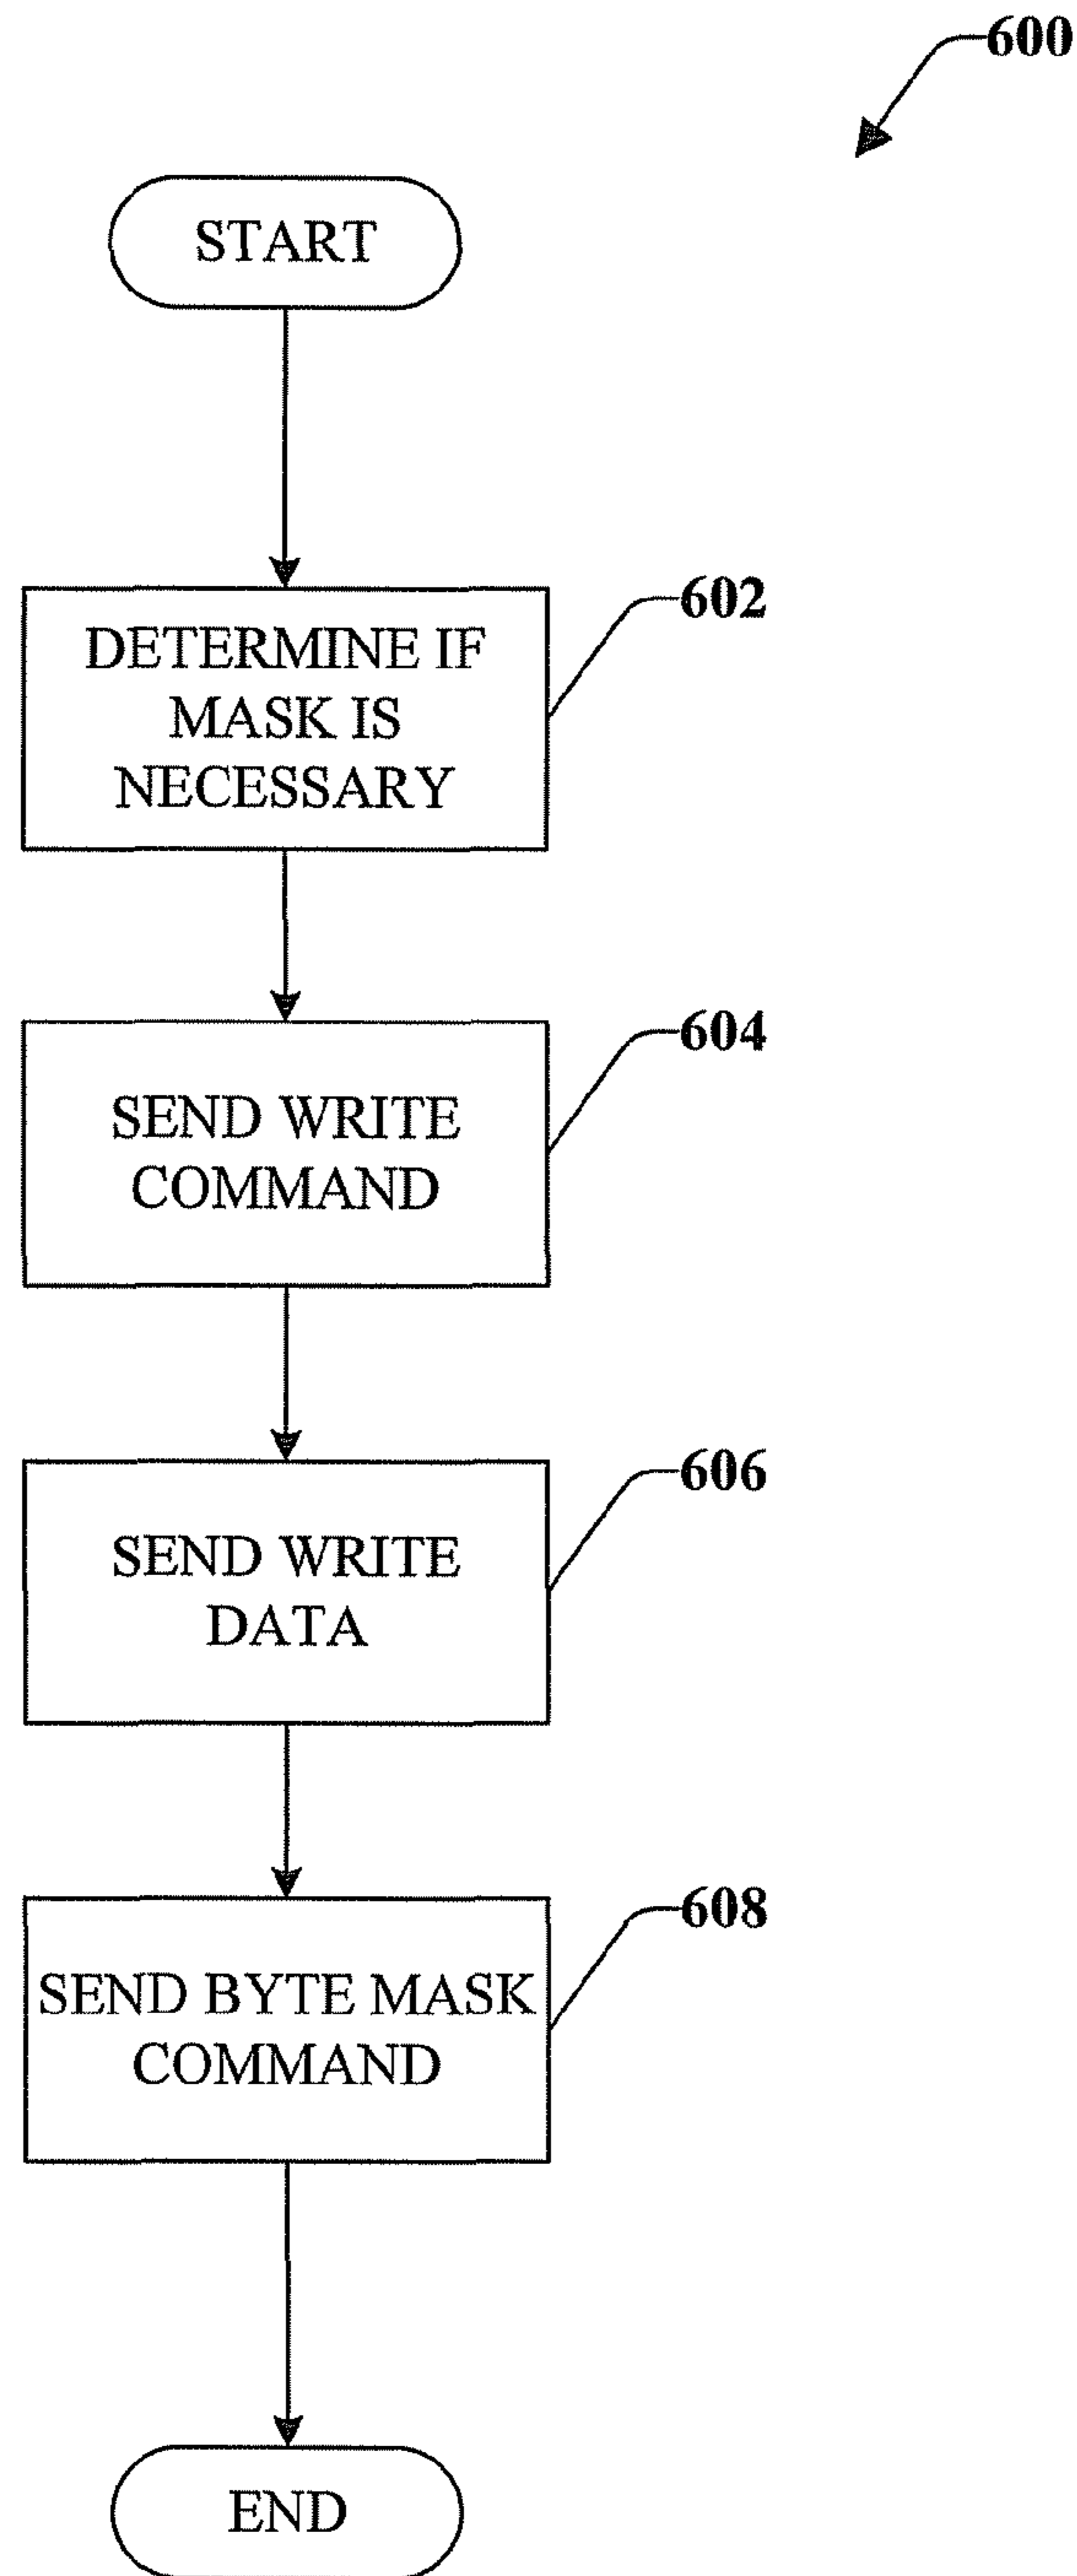 600
START
602
DETERMINE IF
MASK IS
NECESSARY
604
SEND WRITE
COMMAND
606
SEND WRITE
DATA
608
SEND BYTE MASK
COMMAND
END